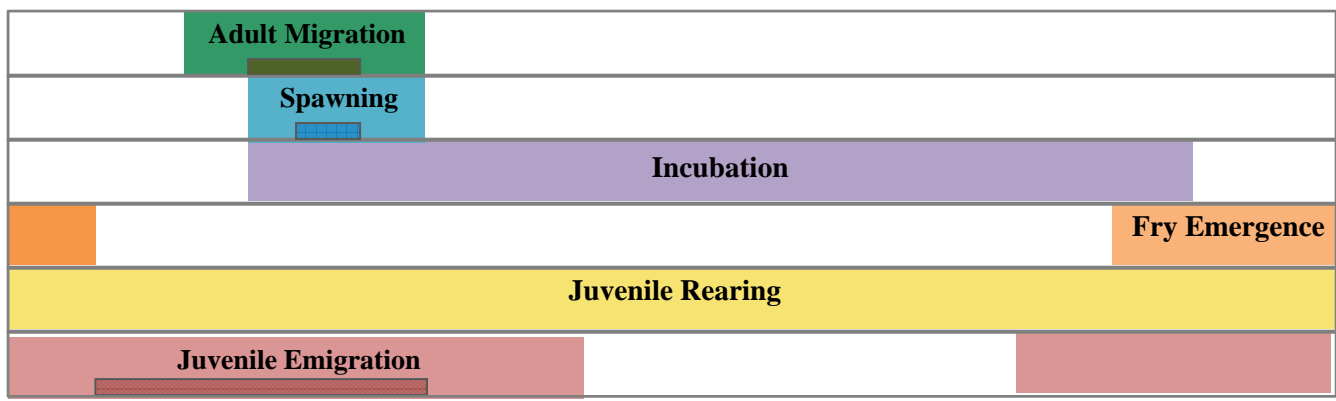 Adult Migration
Spawning
Incubation
Fry Emergence
Juvenile Rearing
Juvenile Emigration